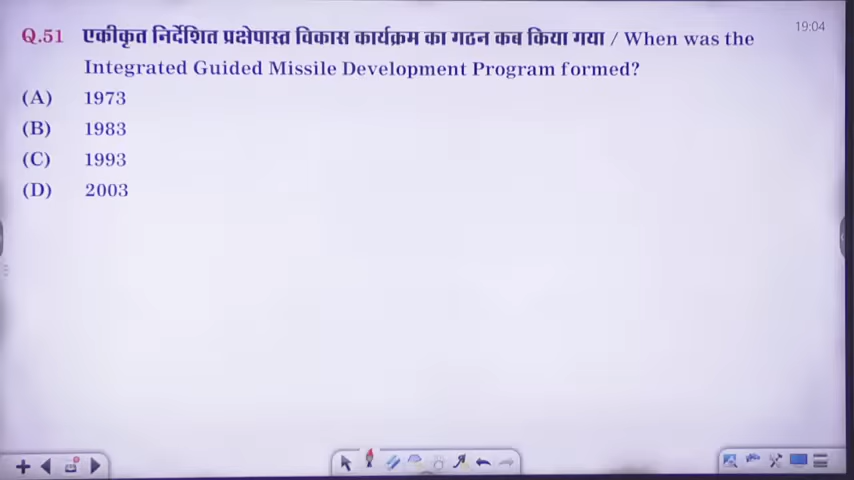 19:04
Q.51 एकीकृत निर्देशित प्रक्षेपास्त्र विकास कार्यक्रम का गठन कब किया गया / When was the
Integrated Guided Missile Development Program formed?
(A) 1973
(B) 1983
(C) 1993
(D) 2003